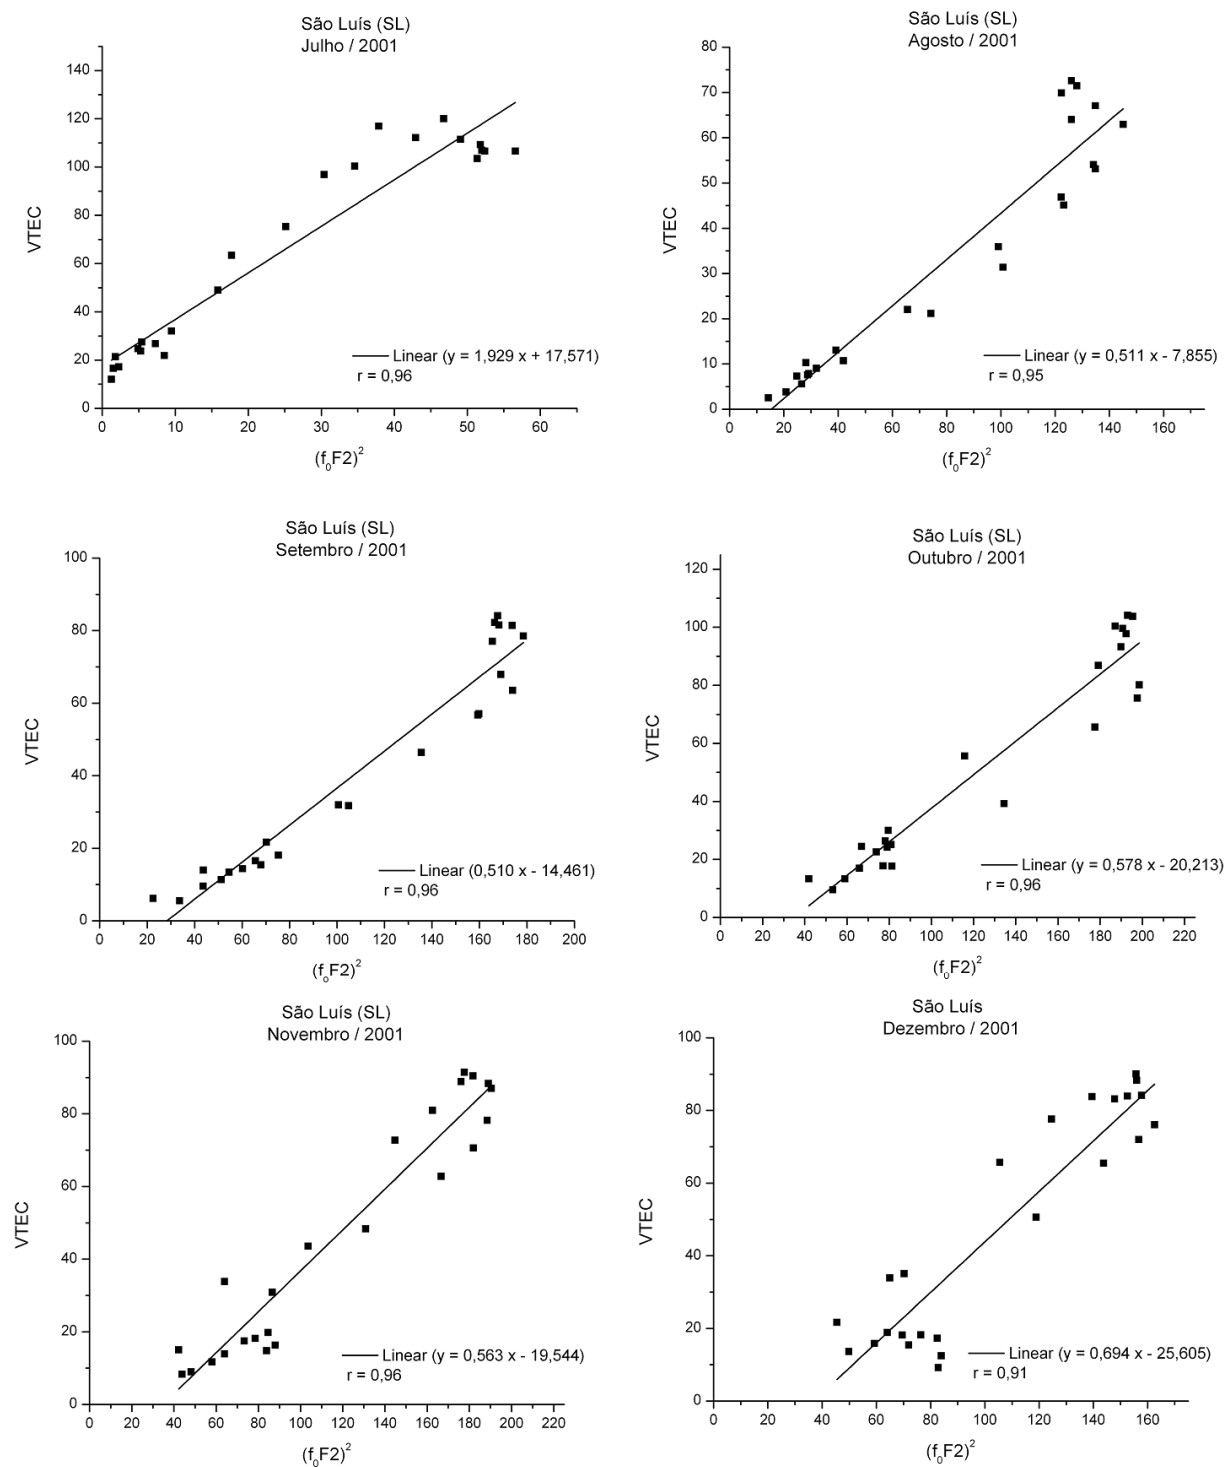 São Luís (SL)
Julho / 2001
140
120
100
80
60
40
20
0
VTEC
Linear (y = 1,929 x + 17,571)
r = 0,96
0 10 20 30 40 50 60
(f₀F2)²
São Luís (SL)
Agosto / 2001
80
70
60
50
40
30
20
10
0
VTEC
Linear (y = 0,511 x - 7,855)
r = 0,95
0 20 40 60 80 100 120 140 160
(f₀F2)²
São Luís (SL)
Setembro / 2001
100
80
60
40
20
0
VTEC
Linear (0,510 x - 14,461)
r = 0,96
0 20 40 60 80 100 120 140 160 180 200
(fₒF2)²
São Luís (SL)
Outubro / 2001
120
100
80
60
40
20
0
VTEC
Linear (y = 0,578 x - 20,213)
r = 0,96
0 20 40 60 80 100 120 140 160 180 200 220
(f₀F2)²
São Luís (SL)
Novembro / 2001
100
80
60
40
20
0
VTEC
Linear (y = 0,563 x - 19,544)
r = 0,96
0 20 40 60 80 100 120 140 160 180 200 220
(f₀F2)²
São Luís
Dezembro / 2001
100
80
60
40
20
0
VTEC
Linear (y = 0,694 x - 25,605)
r = 0,91
0 20 40 60 80 100 120 140 160
(f₀F2)²